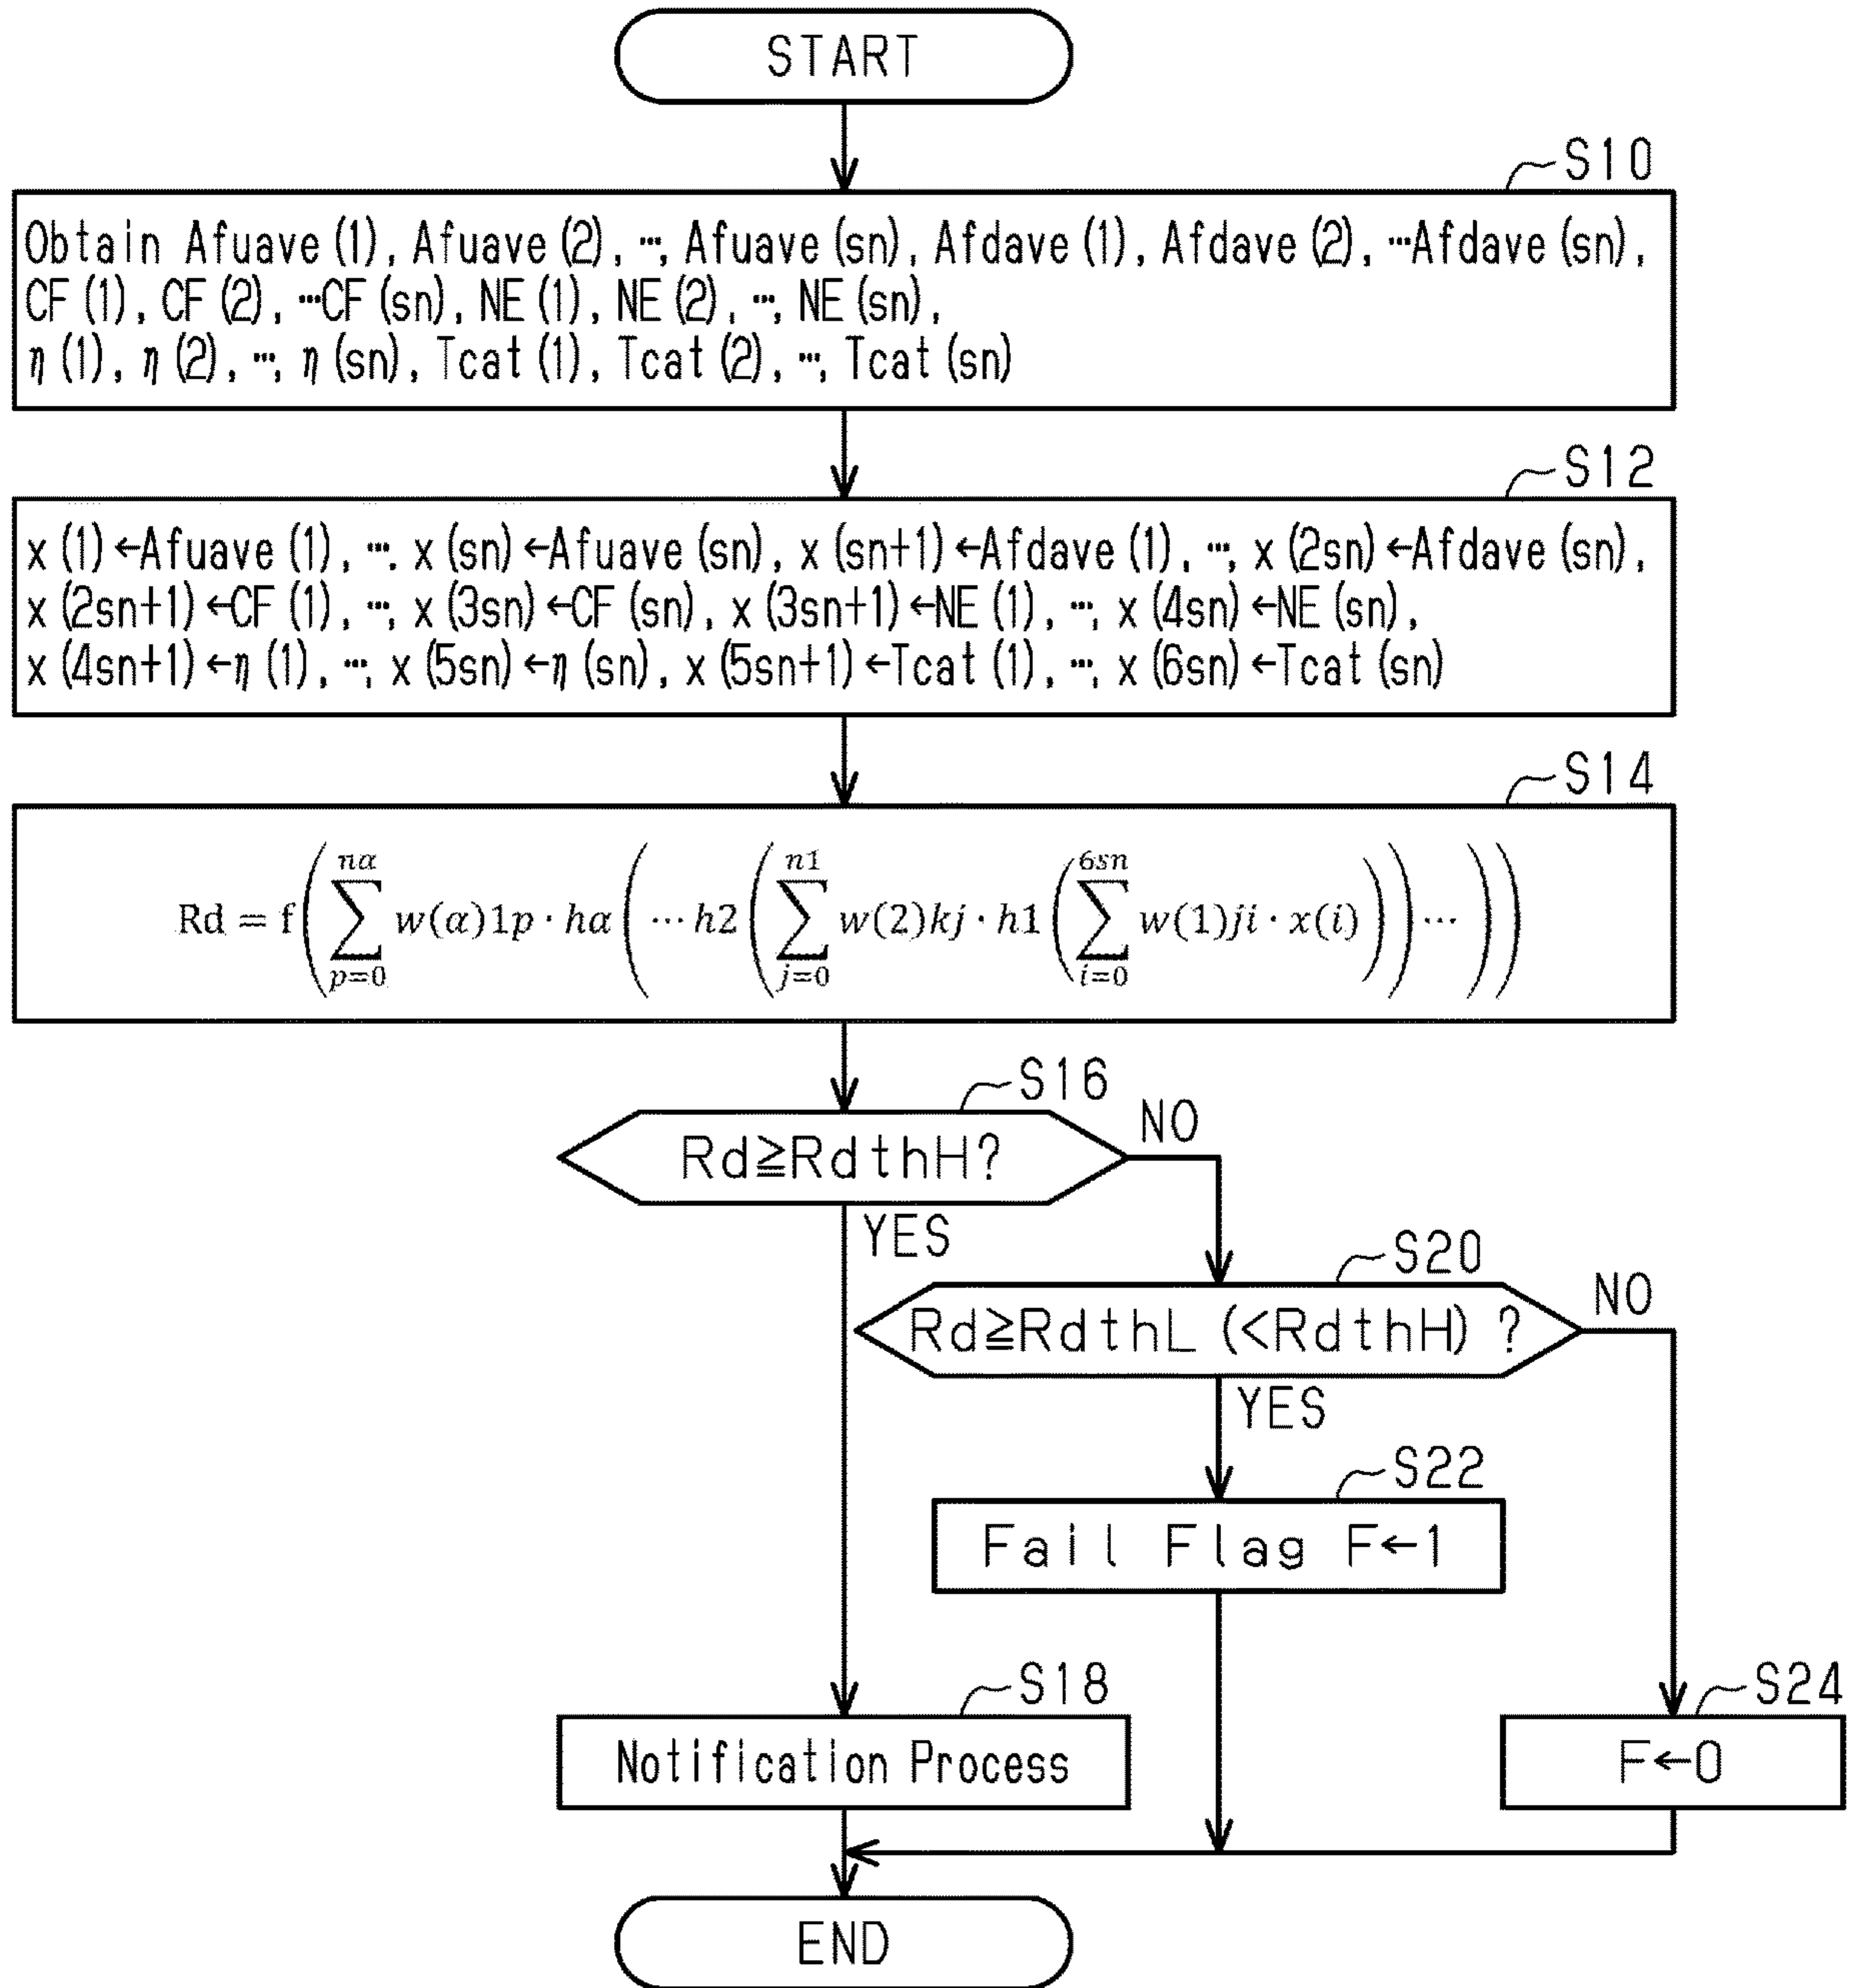 START
S10
Obtain Afuave (1), Afuave (2), …, Afuave (sn), Afdave (1), Afdave (2), …Afdave (sn),
CF (1), CF (2), …CF (sn), NE (1), NE (2), …, NE (sn),
η (1), η (2), …, η (sn), Tcat (1), Tcat (2), …, Tcat (sn)
S12
x (1) ←Afuave (1), …, x (sn) ←Afuave (sn), x (sn+1) ←Afdave (1), …, x (2sn) ←Afdave (sn),
x (2sn+1) ←CF (1), …, x (3sn) ←CF (sn), x (3sn+1) ←NE (1), …, x (4sn) ←NE (sn),
x (4sn+1) ←η (1), …, x (5sn) ←η (sn), x (5sn+1) ←Tcat (1), …, x (6sn) ←Tcat (sn)
S14
Rd = f(∑_{p=0}^{nα} w(α)1p · hα(⋯ h2(∑_{j=0}^{n1} w(2)kj · h1(∑_{i=0}^{6sn} w(1)ji · x(i)))⋯))
S16
Rd≧RdthH?
NO
YES
S20
Rd≧RdthL (<RdthH) ?
NO
YES
S22
Fail Flag F←1
S18
Notification Process
S24
F←0
END